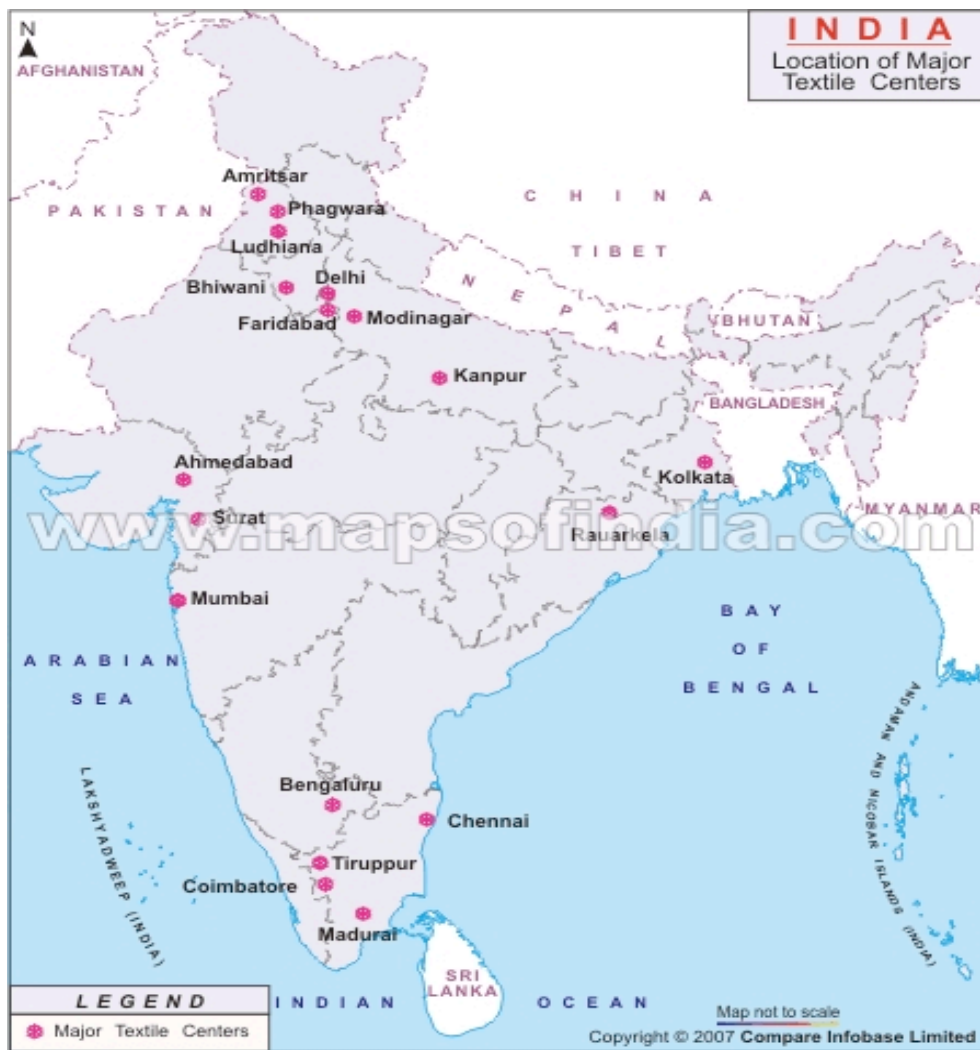 N
INDIA
Location of Major
Textile Centers
AFGHANISTAN
PAKISTAN
CHINA
TIBET
NEPAL
BHUTAN
BANGLADESH
MYANMAR
Amritsar
Phagwara
Ludhiana
Bhiwani
Delhi
Faridabad
Modinagar
Kanpur
Ahmedabad
Kolkata
Surat
www.mapsofindia.com
Rauarkela
Mumbai
ARABIAN
SEA
BAY
OF
BENGAL
LAKSHYADWEEP (INDIA)
ANDAMAN AND NICOBAR ISLANDS (INDIA)
Bengaluru
Chennai
Tiruppur
Coimbatore
Madurai
SRI
LANKA
INDIAN OCEAN
LEGEND
Major Textile Centers
Map not to scale
Copyright © 2007 Compare Infobase Limited